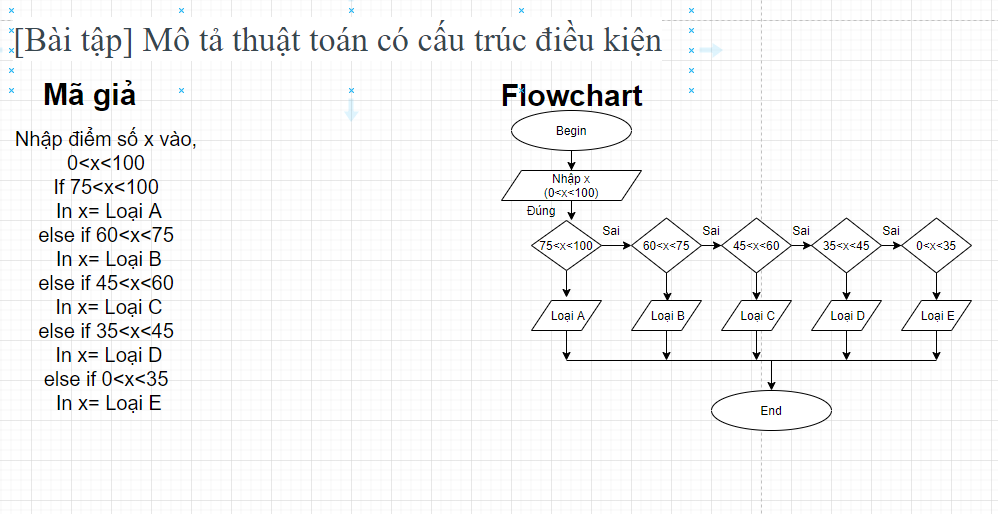 [Bài tập] Mô tả thuật toán có cấu trúc điều kiện
Mã giả
Nhập điểm số x vào,
0<x<100
If 75<x<100
In x= Loại A
else if 60<x<75
In x= Loại B
else if 45<x<60
In x= Loại C
else if 35<x<45
In x= Loại D
else if 0<x<35
In x= Loại E
Flowchart
Begin
Nhập x
(0<x<100)
Đúng
75<x<100
Sai
60<x<75
Sai
45<x<60
Sai
35<x<45
Sai
0<x<35
Loại A
Loại B
Loại C
Loại D
Loại E
End